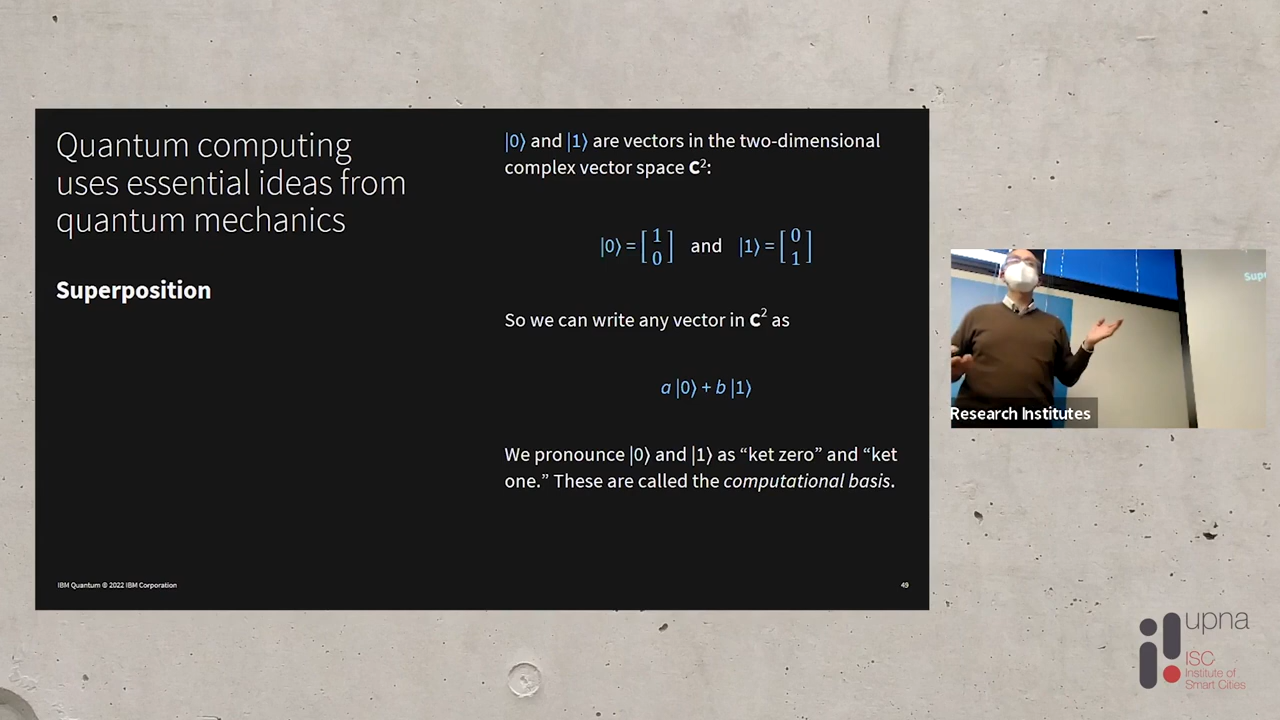 Quantum computing
uses essential ideas from
quantum mechanics
Superposition
|0⟩ and |1⟩ are vectors in the two-dimensional
complex vector space C²:
|0⟩ = [1 0] and |1⟩ = [0 1]
So we can write any vector in C² as
a |0⟩ + b |1⟩
We pronounce |0⟩ and |1⟩ as “ket zero” and “ket
one.” These are called the computational basis.
IBM Quantum © 2022 IBM Corporation
49
Research Institutes
upna
ISC
Institute of
Smart Cities